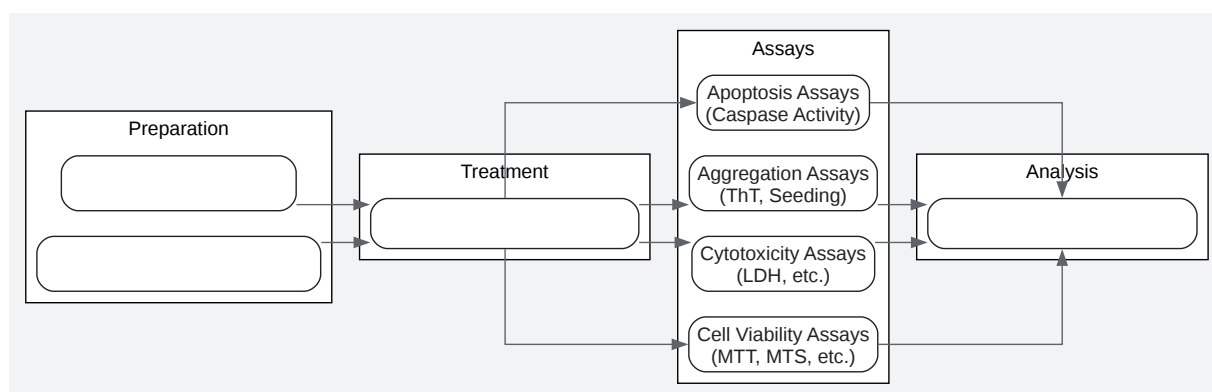 Preparation
Treatment
Assays
Apoptosis Assays
(Caspase Activity)
Aggregation Assays
(ThT, Seeding)
Cytotoxicity Assays
(LDH, etc.)
Cell Viability Assays
(MTT, MTS, etc.)
Analysis